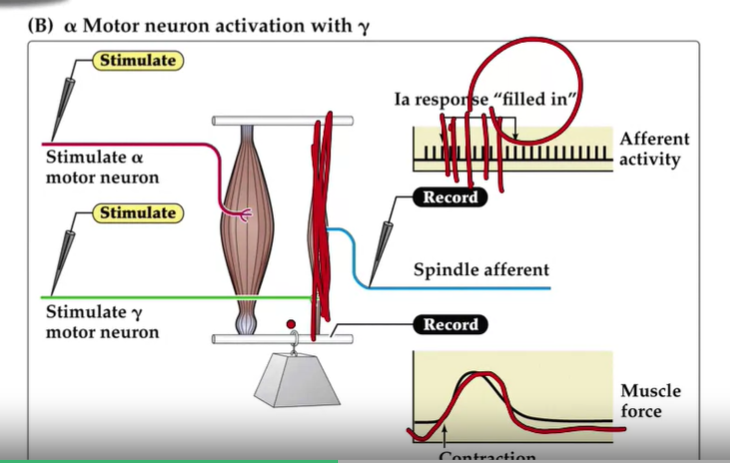 (B) α Motor neuron activation with γ
Stimulate
Stimulate α
motor neuron
Stimulate
Stimulate γ
motor neuron
Ia response “filled in”
Afferent
activity
Record
Spindle afferent
Record
Muscle
force
Contraction